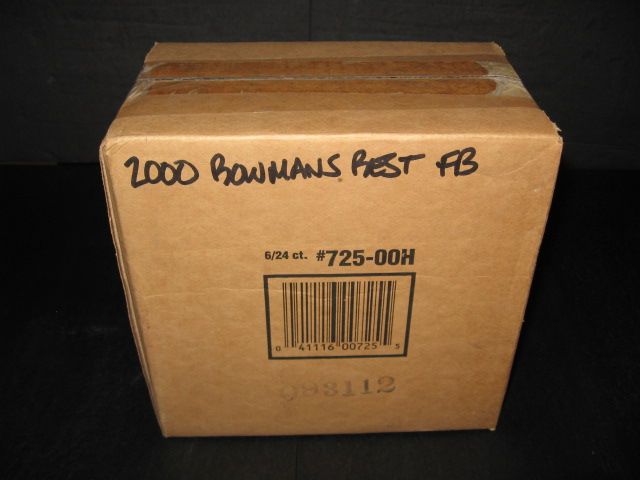 2000 BOWMANS BEST FB
6/24 ct. #725-00H
0 41116 00725 5
093112